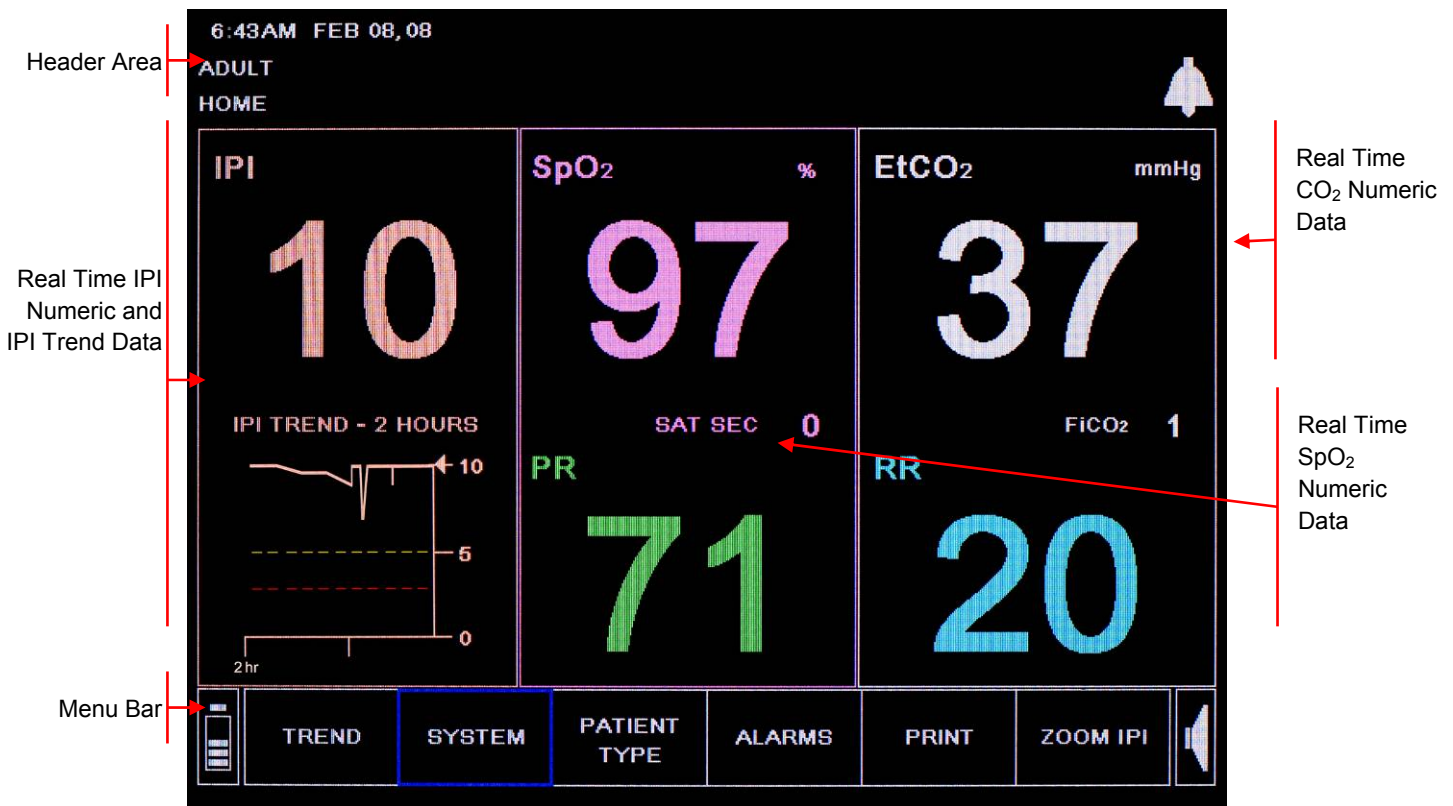 6:43AM FEB 08,08
Header Area
ADULT
HOME
IPI
SpO₂ %
EtCO₂ mmHg
Real Time
CO₂ Numeric
Data
10
97
37
Real Time IPI
Numeric and
IPI Trend Data
IPI TREND - 2 HOURS
SAT SEC 0
FiCO₂ 1
Real Time
SpO₂
Numeric
Data
10
5
0
2 hr
PR
71
RR
20
Menu Bar
TREND
SYSTEM
PATIENT
TYPE
ALARMS
PRINT
ZOOM IPI